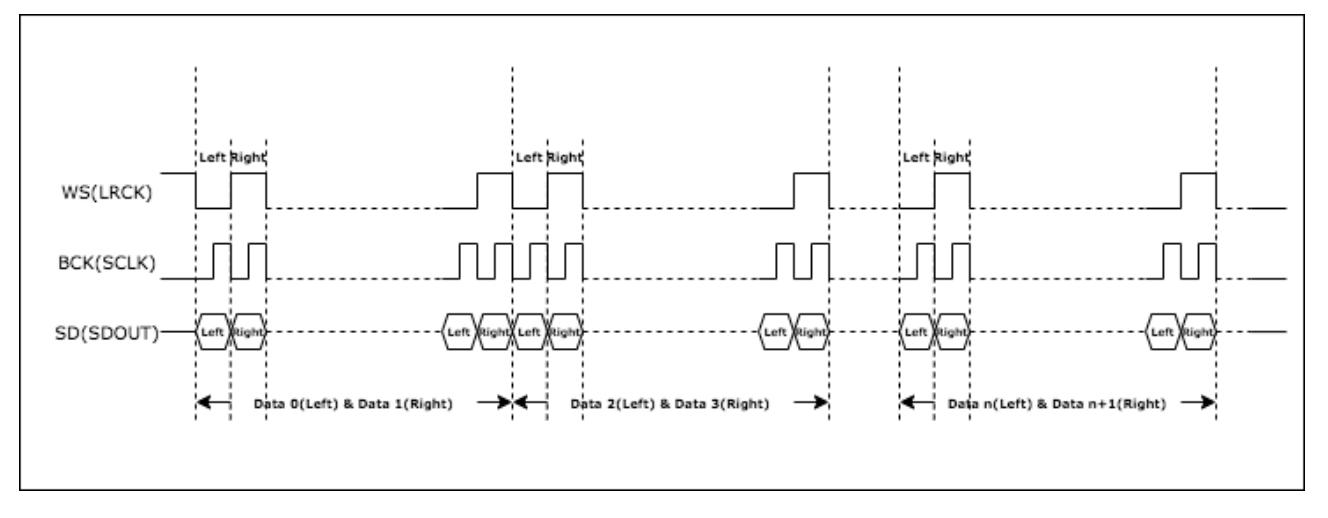 Left Right Left Right Left Right
WS(LRCK)
BCK(SCLK)
SD(SDOUT) Left Right Left Right Left Right Left Right Left Right Left Right
Data 0(Left) & Data 1(Right) Data 2(Left) & Data 3(Right) Data n(Left) & Data n+1(Right)